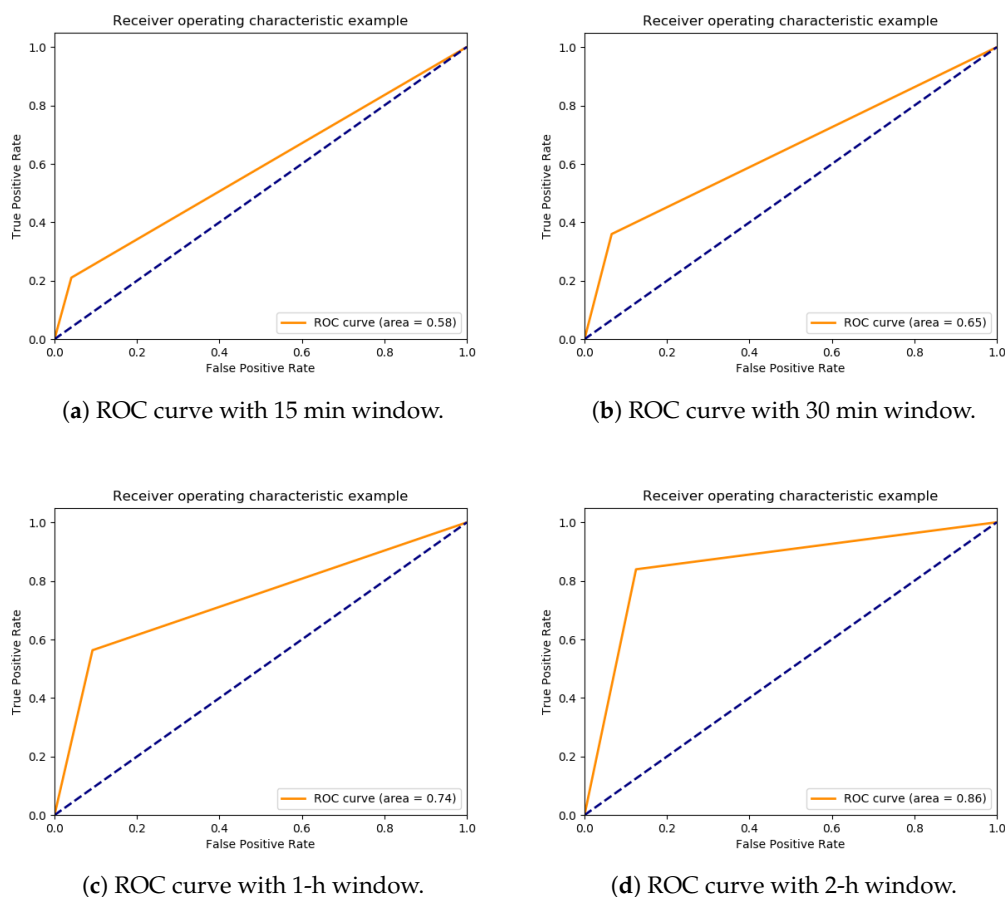 Receiver operating characteristic example
1.0
0.8
0.6
0.4
0.2
0.0
True Positive Rate
0.0 0.2 0.4 0.6 0.8 1.0
False Positive Rate
ROC curve (area = 0.58)
(a) ROC curve with 15 min window.
Receiver operating characteristic example
1.0
0.8
0.6
0.4
0.2
0.0
True Positive Rate
0.0 0.2 0.4 0.6 0.8 1.0
False Positive Rate
ROC curve (area = 0.65)
(b) ROC curve with 30 min window.
Receiver operating characteristic example
1.0
0.8
0.6
0.4
0.2
0.0
True Positive Rate
0.0 0.2 0.4 0.6 0.8 1.0
False Positive Rate
ROC curve (area = 0.74)
(c) ROC curve with 1-h window.
Receiver operating characteristic example
1.0
0.8
0.6
0.4
0.2
0.0
True Positive Rate
0.0 0.2 0.4 0.6 0.8 1.0
False Positive Rate
ROC curve (area = 0.86)
(d) ROC curve with 2-h window.